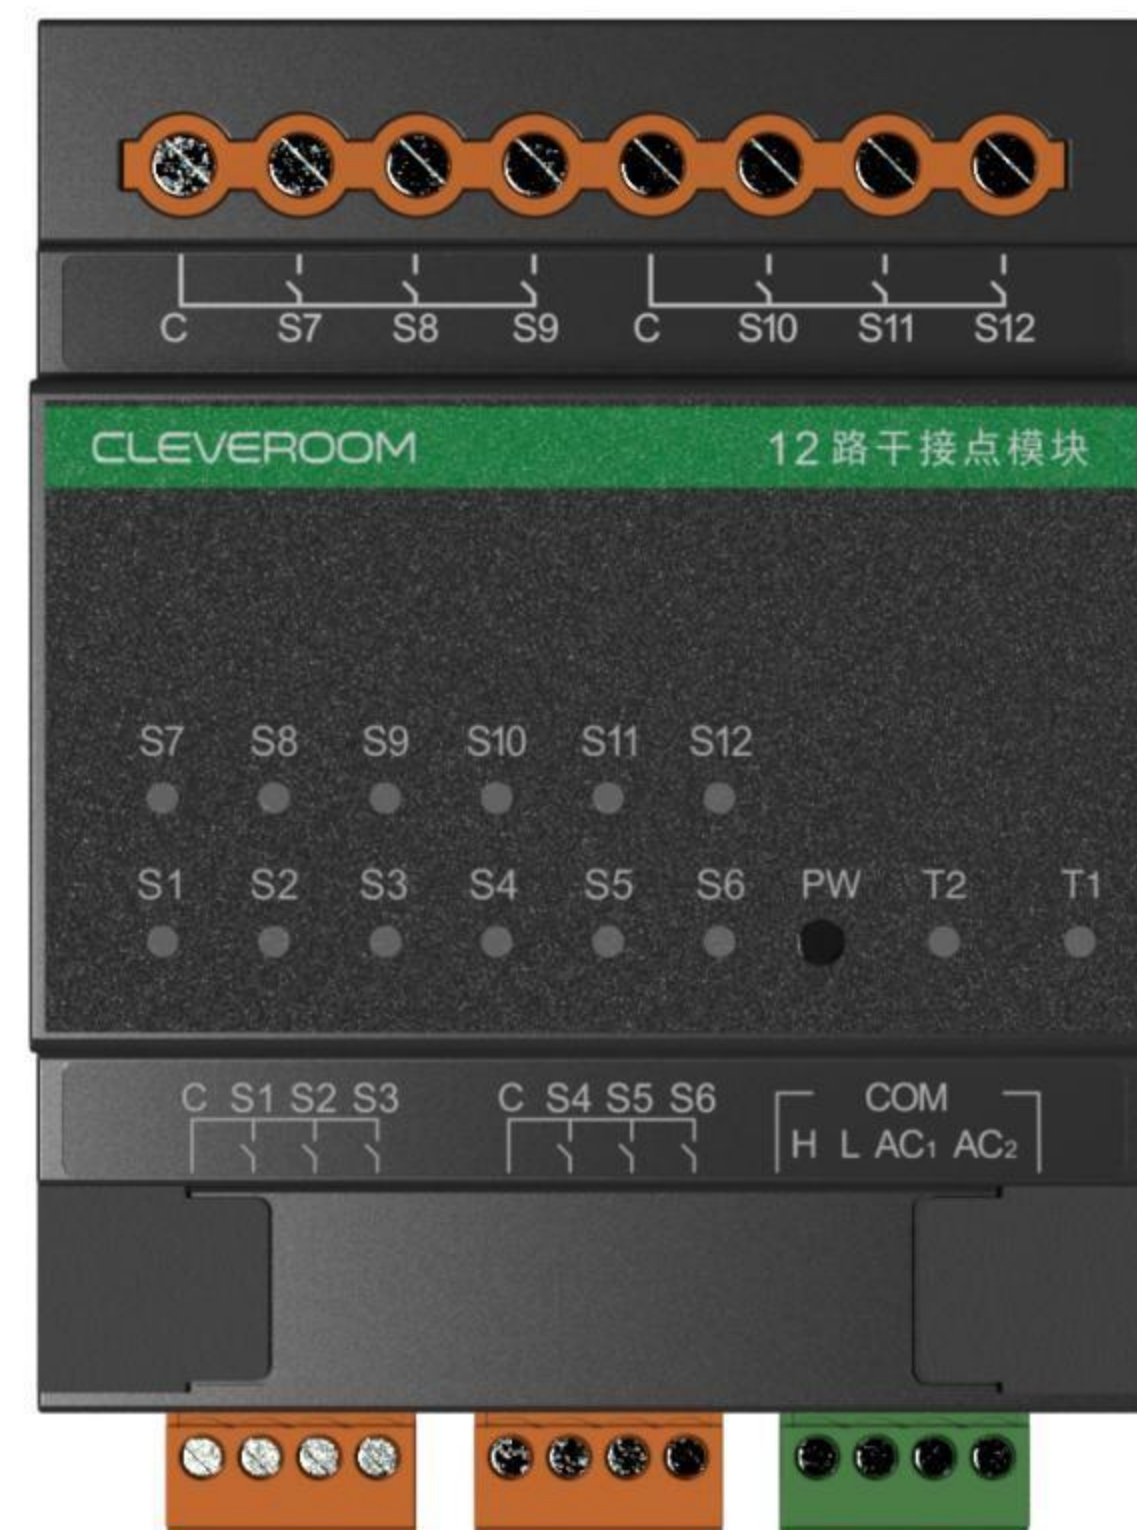 C S7 S8 S9 C S10 S11 S12
CLEVEROOM 12路干接点模块
S7 S8 S9 S10 S11 S12
S1 S2 S3 S4 S5 S6 PW T2 T1
C S1 S2 S3 C S4 S5 S6 COM
H L AC1 AC2